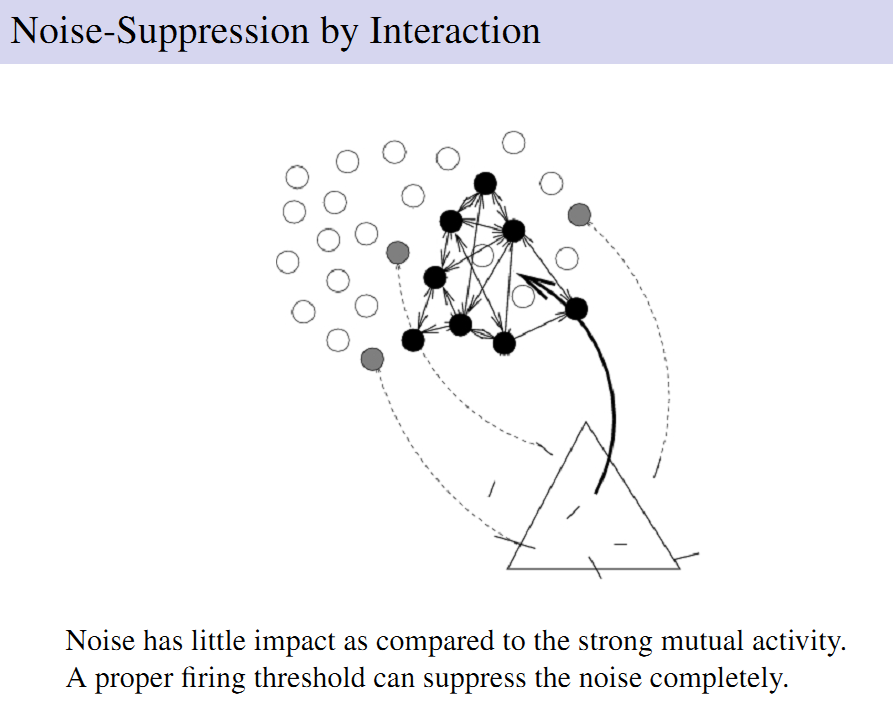 Noise-Suppression by Interaction
Noise has little impact as compared to the strong mutual activity.
A proper firing threshold can suppress the noise completely.